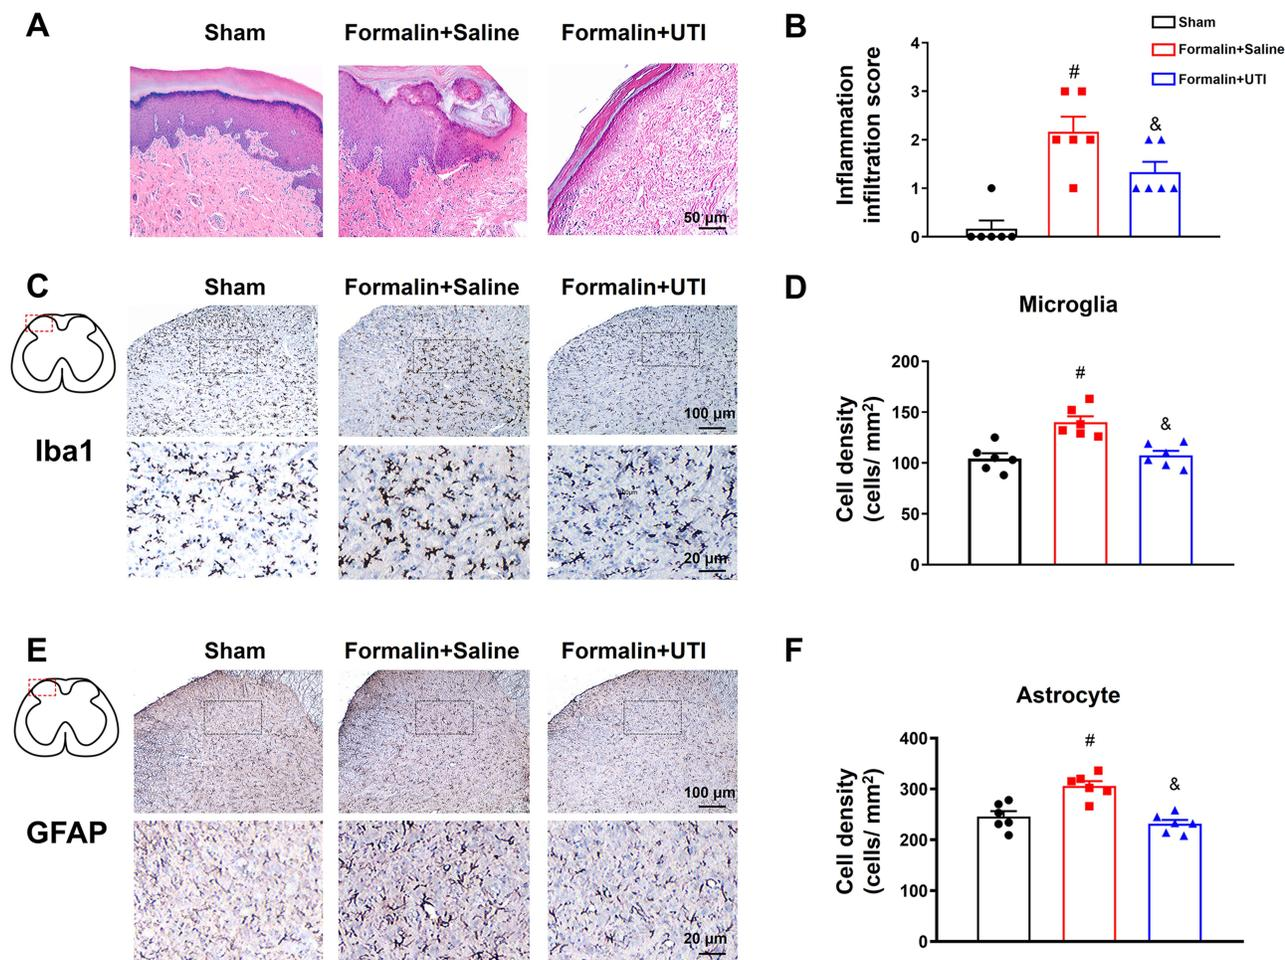 A
Sham
Formalin+Saline
Formalin+UTI
50 μm
B
Sham
Formalin+Saline
Formalin+UTI
Inflammation
infiltration score
4
3
2
1
0
#
&
C
Sham
Formalin+Saline
Formalin+UTI
Iba1
100 μm
20 μm
D
Microglia
Cell density
(cells/ mm²)
200
150
100
50
0
#
&
E
Sham
Formalin+Saline
Formalin+UTI
GFAP
100 μm
20 μm
F
Astrocyte
Cell density
(cells/ mm²)
400
300
200
100
0
#
&